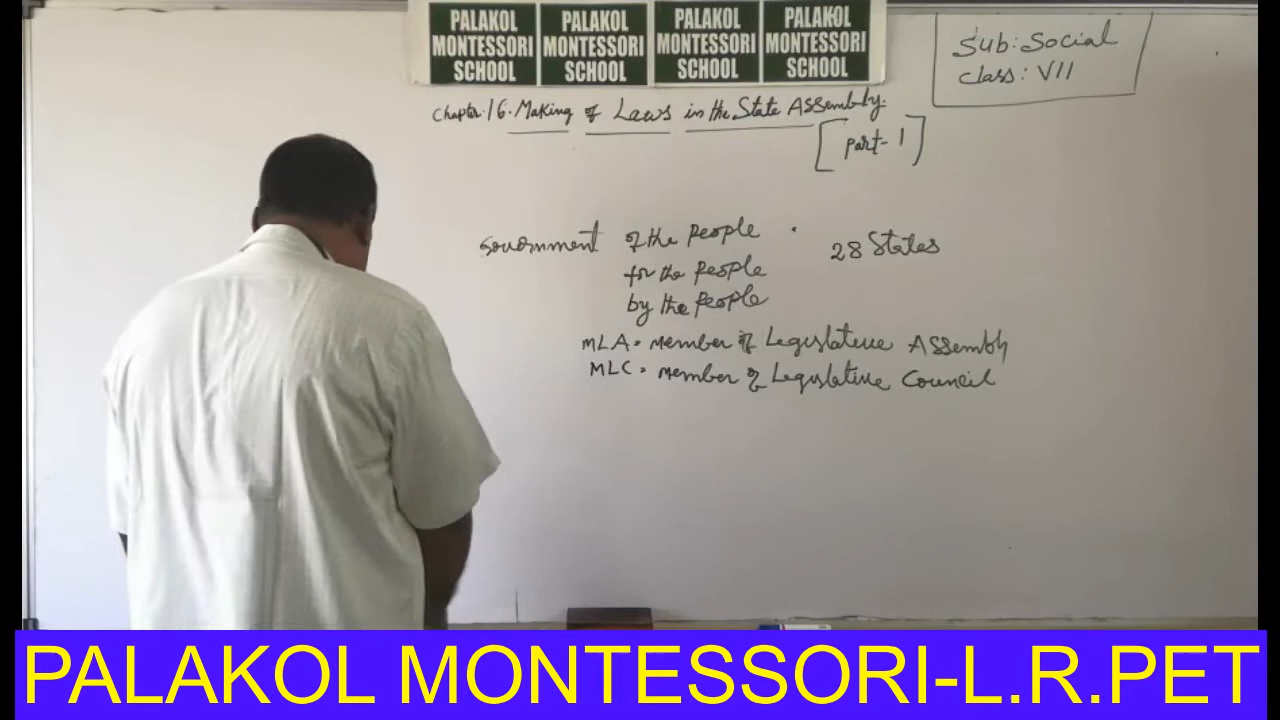 PALAKOL MONTESSORI SCHOOL
PALAKOL MONTESSORI SCHOOL
PALAKOL MONTESSORI SCHOOL
PALAKOL MONTESSORI SCHOOL
Sub: Social
Class: VII
Chapter: 16. Making of Laws in the State Assembly.
[Part-1]
Government of the People .
28 States
for the People
by the People
MLA = member of Legislative Assembly
MLC = member of Legislative Council
PALAKOL MONTESSORI-L.R.PET